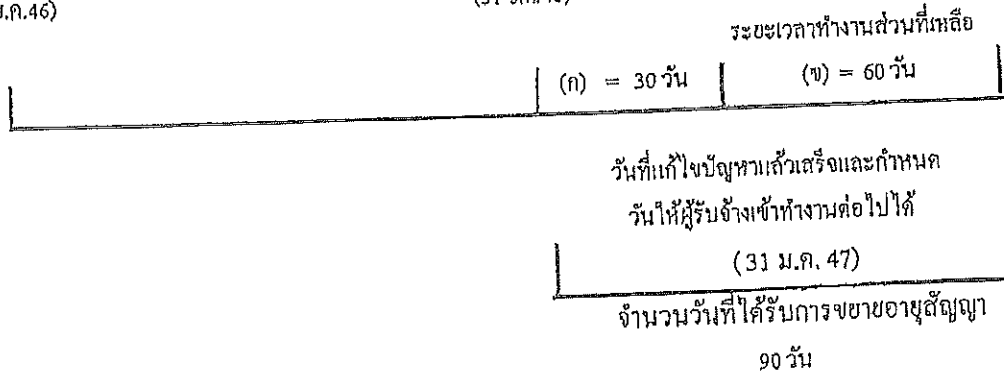 ม.ค.46)
ระยะเวลาทำงานส่วนที่เหลือ
(ก) = 30 วัน (ข) = 60 วัน
วันที่แก้ไขปัญหาแล้วเสร็จและกำหนด
วันให้ผู้รับจ้างเข้าทำงานต่อไปได้
(31 ม.ค. 47)
จำนวนวันที่ได้รับการขยายอายุสัญญา
90 วัน